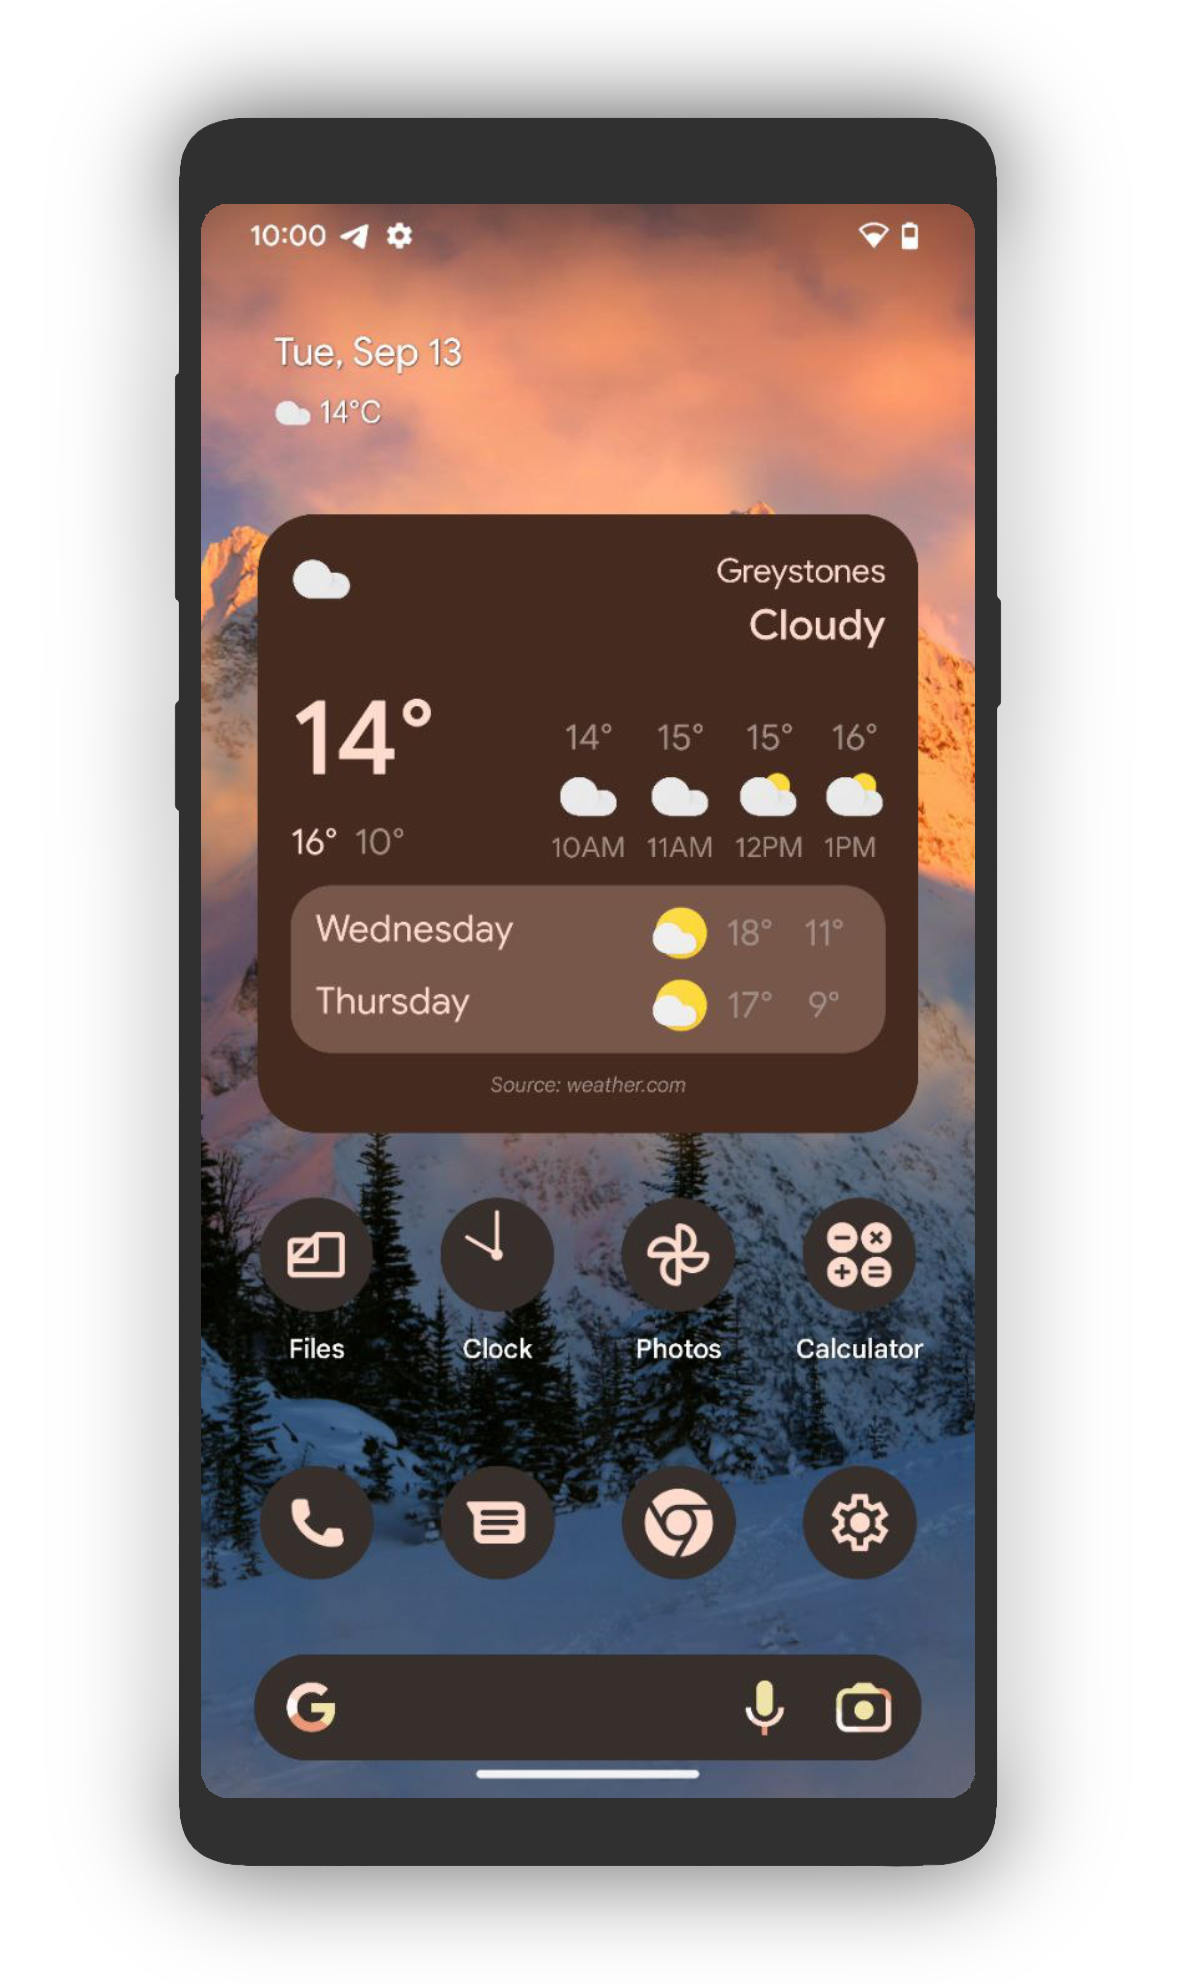 10:00
Tue, Sep 13
14°C
Greystones
Cloudy
14°
16° 10°
14° 15° 15° 16°
10AM 11AM 12PM 1PM
Wednesday 18° 11°
Thursday 17° 9°
Source: weather.com
Files Clock Photos Calculator
G